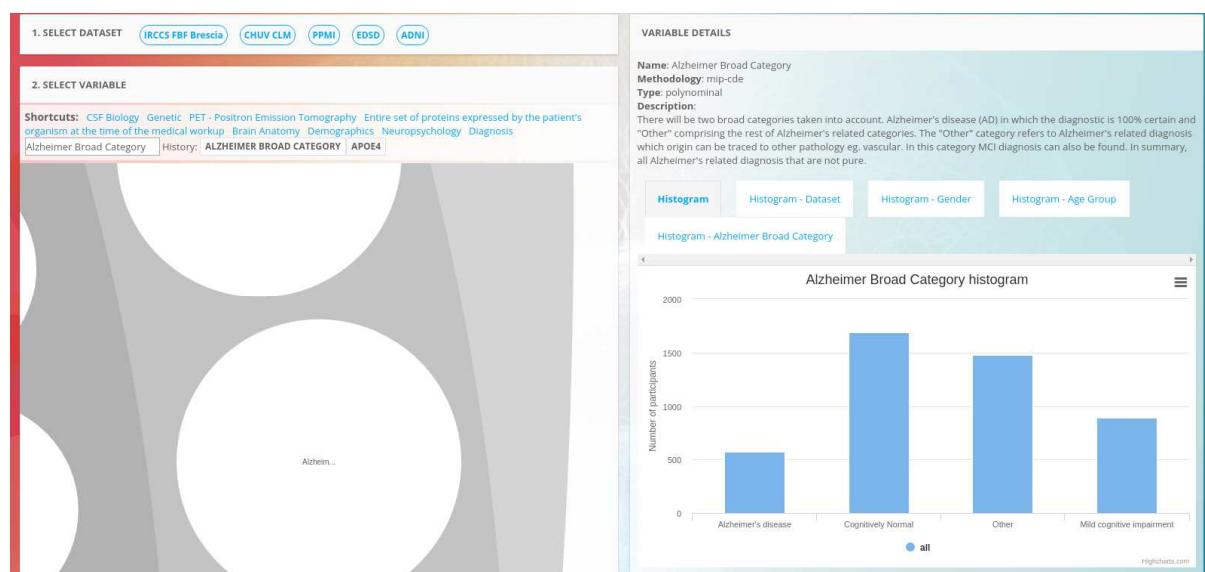 1. SELECT DATASET
IRCCS FBF Brescia
CHUV CLM
PPMI
EDSD
ADNI
2. SELECT VARIABLE
Shortcuts: CSF Biology Genetic PET - Positron Emission Tomography Entire set of proteins expressed by the patient's
organism at the time of the medical workup Brain Anatomy Demographics Neuropsychology Diagnosis
Alzheimer Broad Category History: ALZHEIMER BROAD CATEGORY APOE4
Alzheim...
VARIABLE DETAILS
Name: Alzheimer Broad Category
Methodology: mip-cde
Type: polynominal
Description:
There will be two broad categories taken into account. Alzheimer's disease (AD) in which the diagnostic is 100% certain and
"Other" comprising the rest of Alzheimer's related categories. The "Other" category refers to Alzheimer's related diagnosis
which origin can be traced to other pathology eg. vascular. In this category MCI diagnosis can also be found. In summary,
all Alzheimer's related diagnosis that are not pure.
Histogram
Histogram - Dataset
Histogram - Gender
Histogram - Age Group
Histogram - Alzheimer Broad Category
Alzheimer Broad Category histogram
Number of participants
2000
1500
1000
500
0
Alzheimer's disease
Cognitively Normal
Other
Mild cognitive impairment
all
Highcharts.com